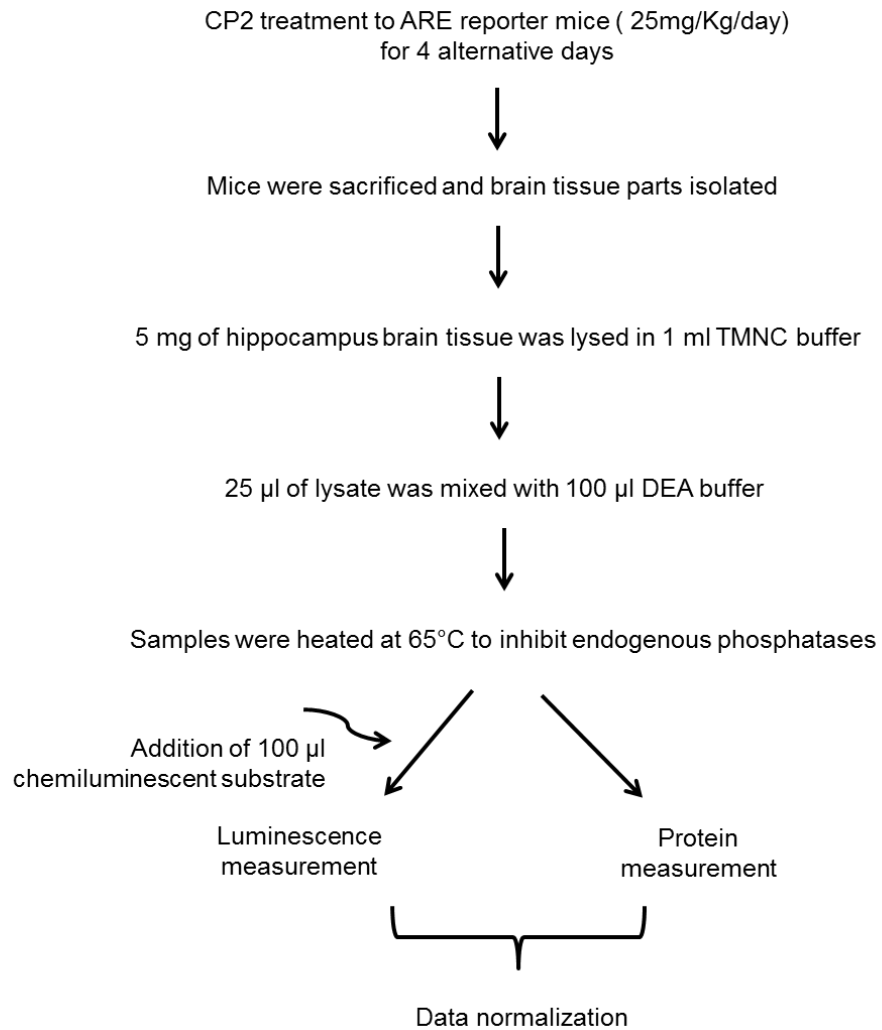 CP2 treatment to ARE reporter mice ( 25mg/Kg/day)
for 4 alternative days
Mice were sacrificed and brain tissue parts isolated
5 mg of hippocampus brain tissue was lysed in 1 ml TMNC buffer
25 µl of lysate was mixed with 100 µl DEA buffer
Samples were heated at 65°C to inhibit endogenous phosphatases
Addition of 100 µl
chemiluminescent substrate
Luminescence
measurement
Protein
measurement
Data normalization